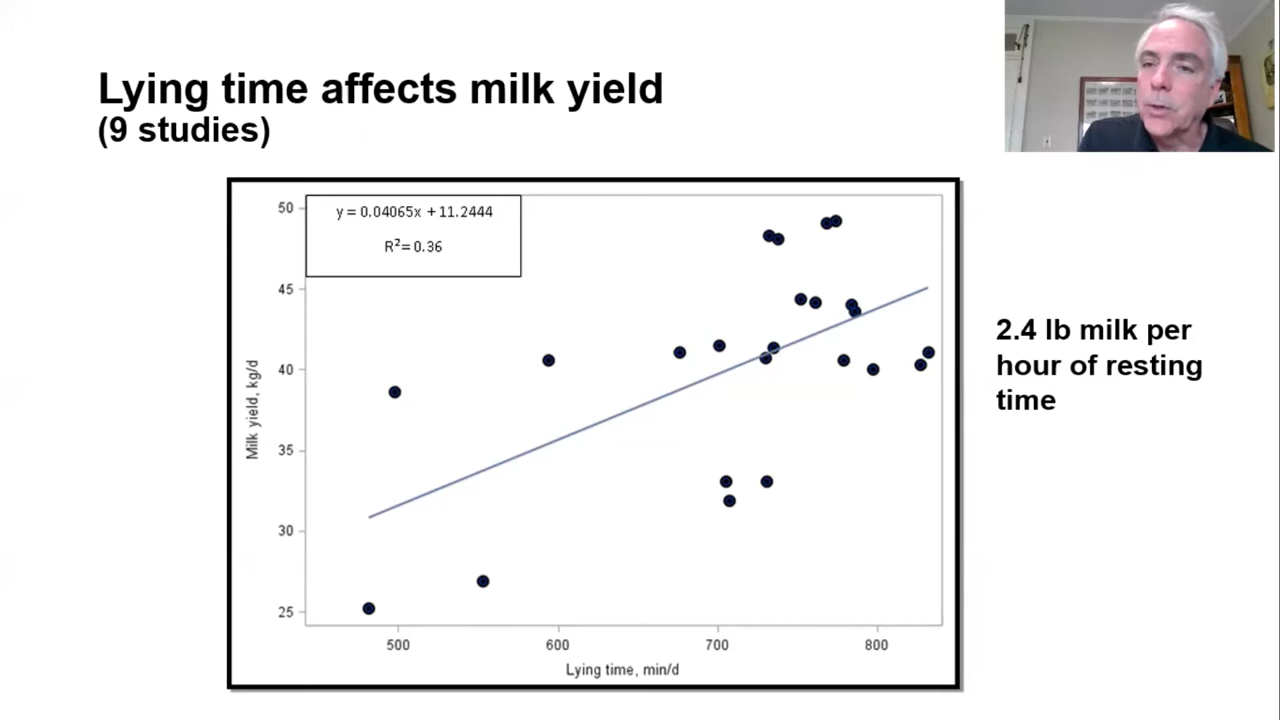 Lying time affects milk yield
(9 studies)
y = 0.04065x + 11.2444
R²= 0.36
50
45
40
35
30
25
Milk yield, kg/d
500 600 700 800
Lying time, min/d
2.4 lb milk per
hour of resting
time